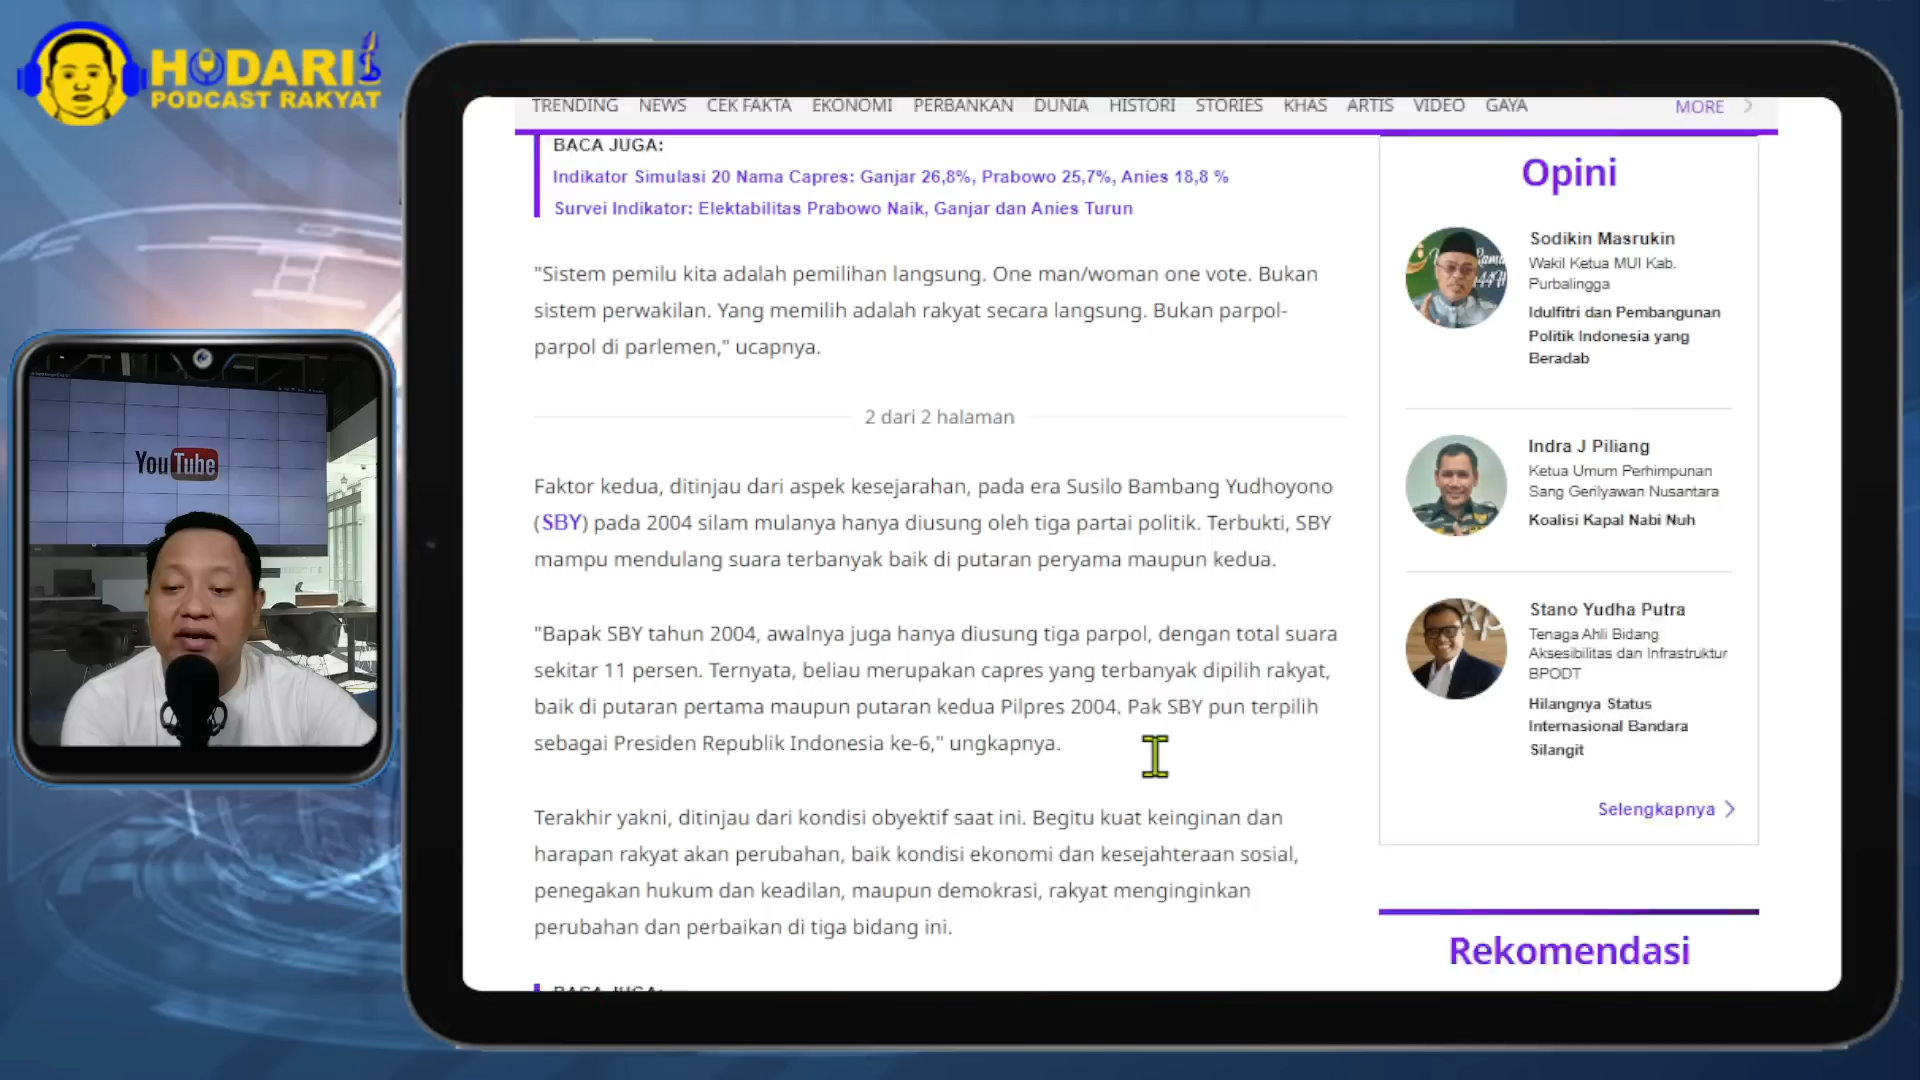 HODARI
PODCAST RAKYAT
YouTube
TRENDING NEWS CEK FAKTA EKONOMI PERBANKAN DUNIA HISTORI STORIES KHAS ARTIS VIDEO GAYA MORE
BACA JUGA:
Indikator Simulasi 20 Nama Capres: Ganjar 26,8%, Prabowo 25,7%, Anies 18,8 %
Survei Indikator: Elektabilitas Prabowo Naik, Ganjar dan Anies Turun
"Sistem pemilu kita adalah pemilihan langsung. One man/woman one vote. Bukan
sistem perwakilan. Yang memilih adalah rakyat secara langsung. Bukan parpol-
parpol di parlemen," ucapnya.
2 dari 2 halaman
Faktor kedua, ditinjau dari aspek kesejarahan, pada era Susilo Bambang Yudhoyono
(SBY) pada 2004 silam mulanya hanya diusung oleh tiga partai politik. Terbukti, SBY
mampu mendulang suara terbanyak baik di putaran peryama maupun kedua.
"Bapak SBY tahun 2004, awalnya juga hanya diusung tiga parpol, dengan total suara
sekitar 11 persen. Ternyata, beliau merupakan capres yang terbanyak dipilih rakyat,
baik di putaran pertama maupun putaran kedua Pilpres 2004. Pak SBY pun terpilih
sebagai Presiden Republik Indonesia ke-6," ungkapnya.
Terakhir yakni, ditinjau dari kondisi obyektif saat ini. Begitu kuat keinginan dan
harapan rakyat akan perubahan, baik kondisi ekonomi dan kesejahteraan sosial,
penegakan hukum dan keadilan, maupun demokrasi, rakyat menginginkan
perubahan dan perbaikan di tiga bidang ini.
BACA JUGA:
Opini
Sodikin Masrukin
Wakil Ketua MUI Kab.
Purbalingga
Idulfitri dan Pembangunan
Politik Indonesia yang
Beradab
Indra J Piliang
Ketua Umum Perhimpunan
Sang Gerilyawan Nusantara
Koalisi Kapal Nabi Nuh
Stano Yudha Putra
Tenaga Ahli Bidang
Aksesibilitas dan Infrastruktur
BPODT
Hilangnya Status
Internasional Bandara
Silangit
Selengkapnya
Rekomendasi